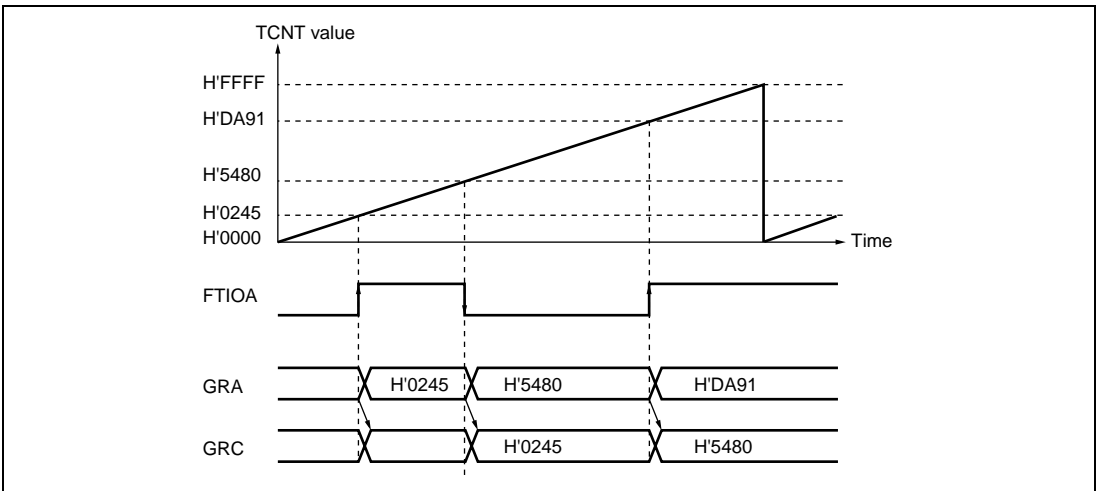 TCNT value
H'FFFF
H'DA91
H'5480
H'0245
H'0000
Time
FTIOA
GRA H'0245 H'5480 H'DA91
GRC H'0245 H'5480